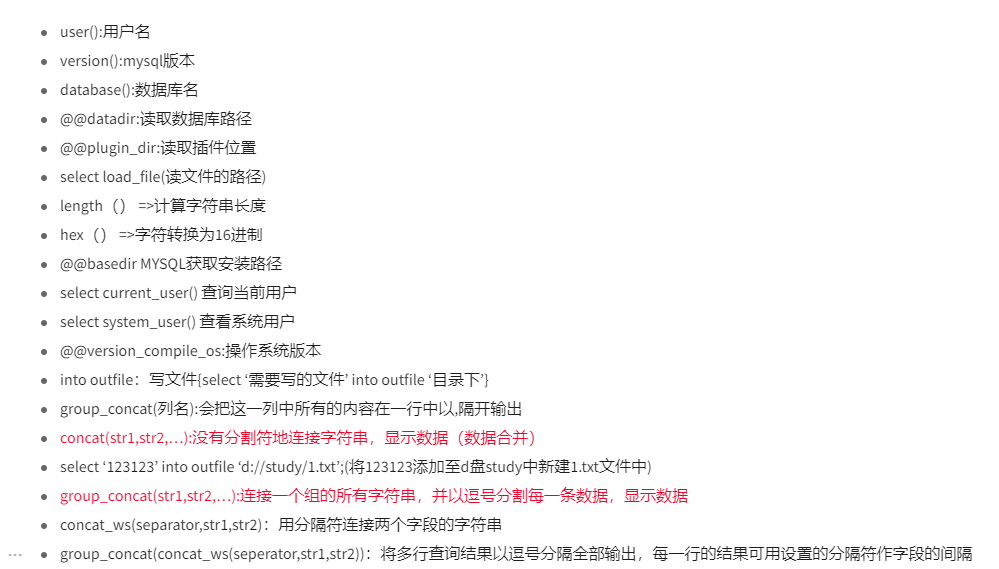 user():用户名
version():mysql版本
database():数据库名
@@datadir:读取数据库路径
@@plugin_dir:读取插件位置
select load_file(读文件的路径)
length（） =>计算字符串长度
hex（） =>字符转换为16进制
@@basedir MYSQL获取安装路径
select current_user() 查询当前用户
select system_user() 查看系统用户
@@version_compile_os:操作系统版本
into outfile：写文件{select ‘需要写的文件’ into outfile ‘目录下’}
group_concat(列名):会把这一列中所有的内容在一行中以,隔开输出
concat(str1,str2,…):没有分割符地连接字符串，显示数据（数据合并）
select ‘123123’ into outfile ‘d://study/1.txt’;(将123123添加至d盘study中新建1.txt文件中)
group_concat(str1,str2,…):连接一个组的所有字符串，并以逗号分割每一条数据，显示数据
concat_ws(separator,str1,str2)：用分隔符连接两个字段的字符串
group_concat(concat_ws(seperator,str1,str2))：将多行查询结果以逗号分隔全部输出，每一行的结果可用设置的分隔符作字段的间隔